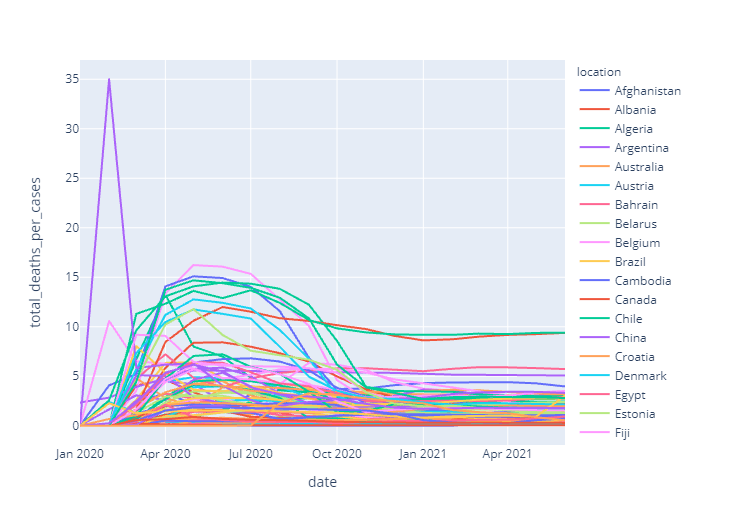 total_deaths_per_cases
35
30
25
20
15
10
5
0
Jan 2020
Apr 2020
Jul 2020
Oct 2020
Jan 2021
Apr 2021
date
location
Afghanistan
Albania
Algeria
Argentina
Australia
Austria
Bahrain
Belarus
Belgium
Brazil
Cambodia
Canada
Chile
China
Croatia
Denmark
Egypt
Estonia
Fiji